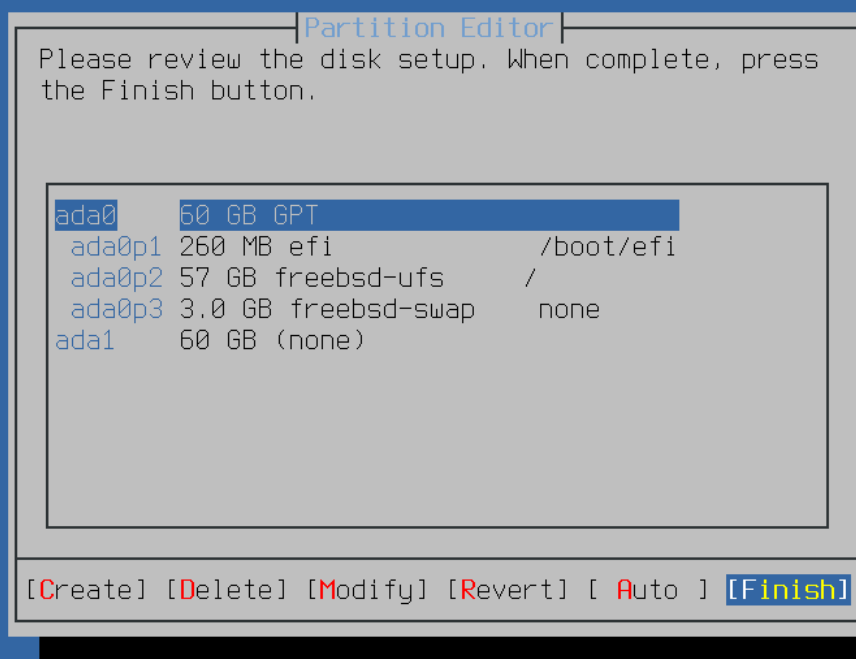 Partition Editor
Please review the disk setup. When complete, press
the Finish button.
ada0 60 GB GPT
ada0p1 260 MB efi /boot/efi
ada0p2 57 GB freebsd-ufs /
ada0p3 3.0 GB freebsd-swap none
ada1 60 GB (none)
[Create] [Delete] [Modify] [Revert] [ Auto ] [Finish]